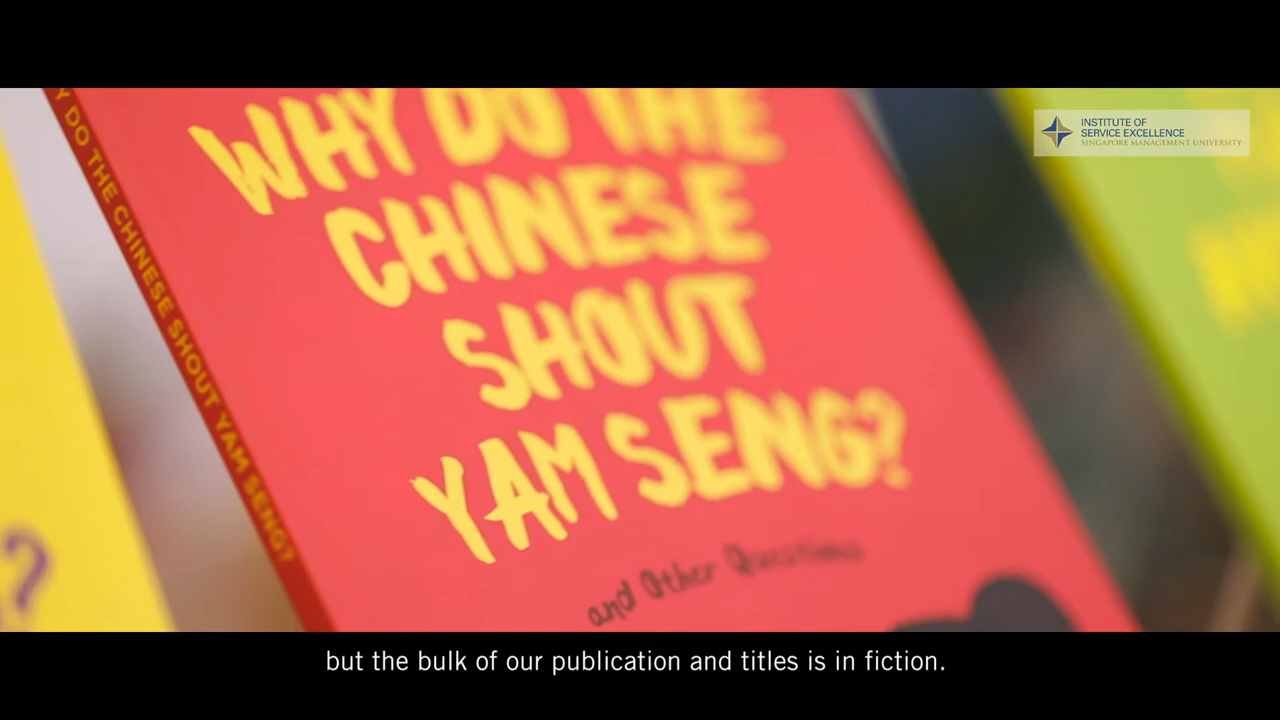 WHY DO THE
CHINESE
SHOUT
YAM SENG?
and Other Questions
Y DO THE CHINESE SHOUT YAM SENG?
?
INSTITUTE OF
SERVICE EXCELLENCE
SINGAPORE MANAGEMENT UNIVERSITY
but the bulk of our publication and titles is in fiction.